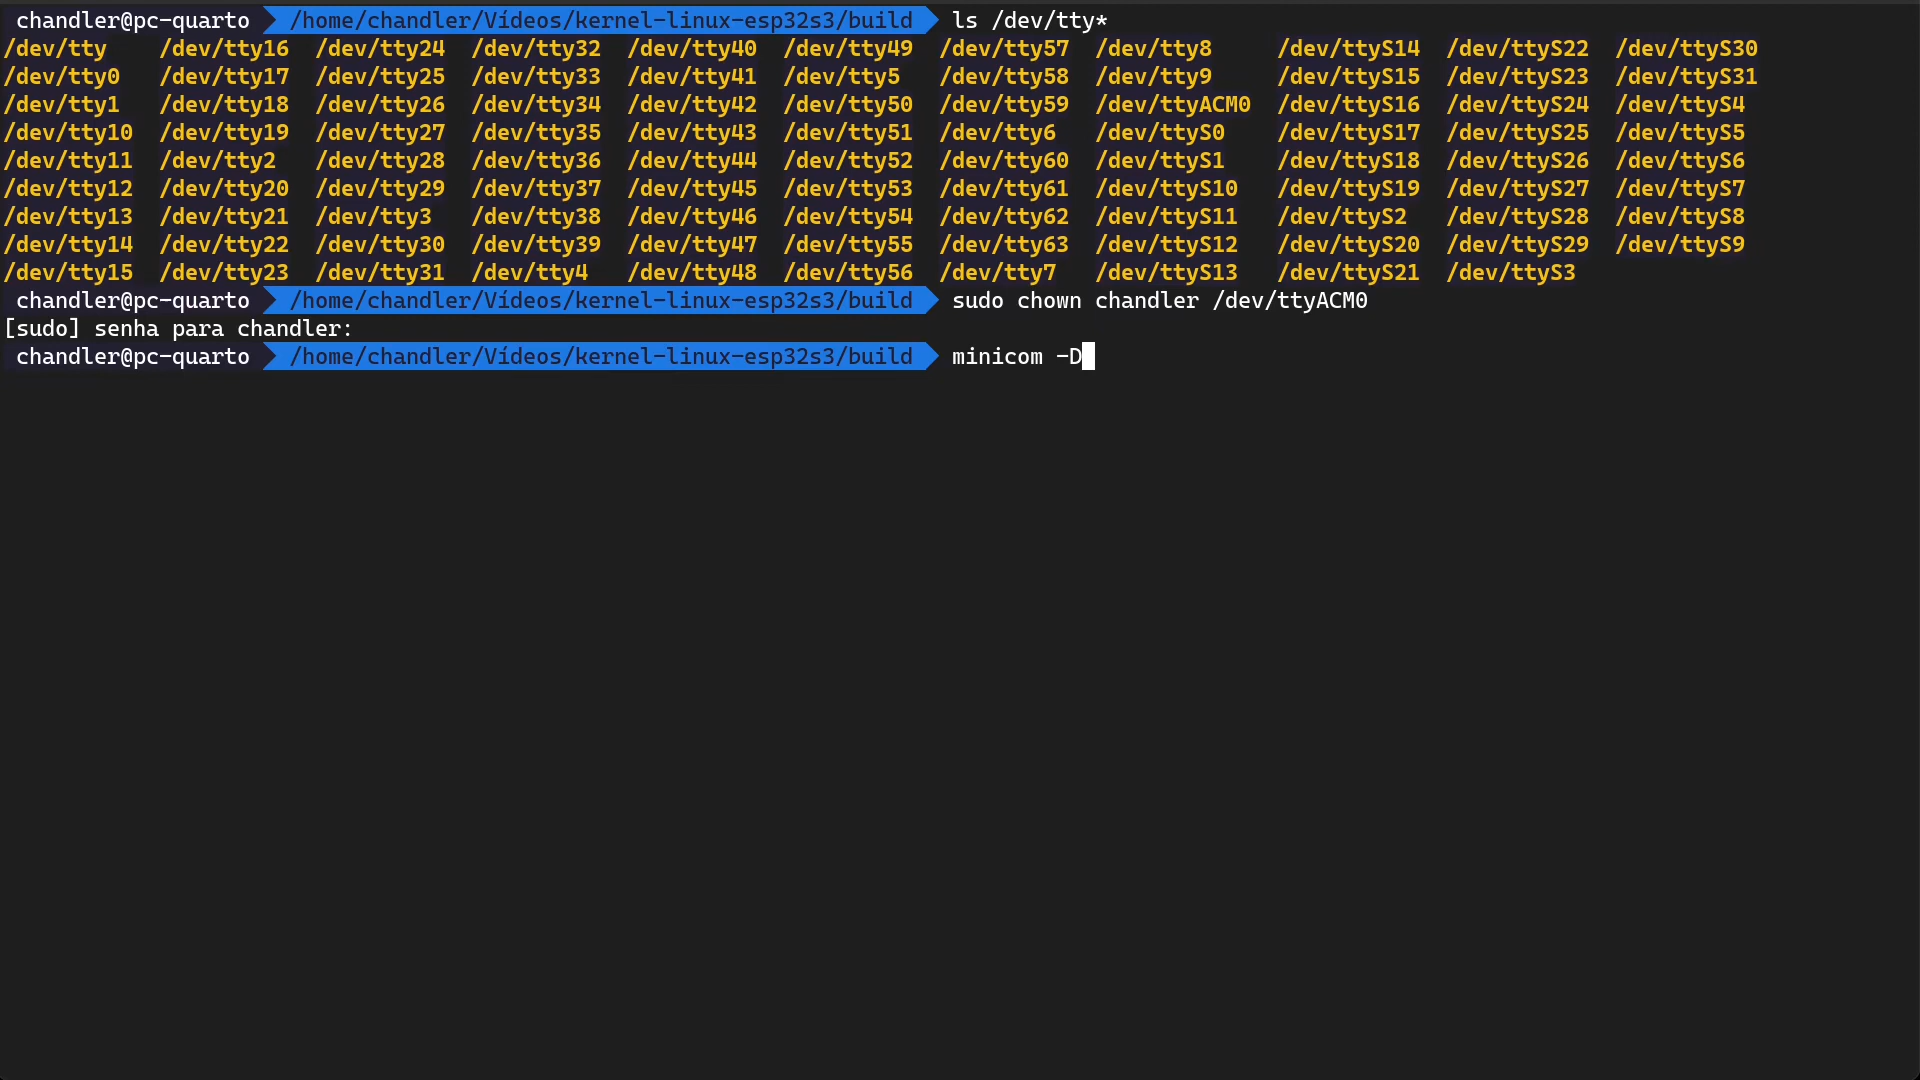 chandler@pc-quarto /home/chandler/Vídeos/kernel-linux-esp32s3/build ls /dev/tty*
/dev/tty /dev/tty16 /dev/tty24 /dev/tty32 /dev/tty40 /dev/tty49 /dev/tty57 /dev/tty8 /dev/ttyS14 /dev/ttyS22 /dev/ttyS30
/dev/tty0 /dev/tty17 /dev/tty25 /dev/tty33 /dev/tty41 /dev/tty5 /dev/tty58 /dev/tty9 /dev/ttyS15 /dev/ttyS23 /dev/ttyS31
/dev/tty1 /dev/tty18 /dev/tty26 /dev/tty34 /dev/tty42 /dev/tty50 /dev/tty59 /dev/ttyACM0 /dev/ttyS16 /dev/ttyS24 /dev/ttyS4
/dev/tty10 /dev/tty19 /dev/tty27 /dev/tty35 /dev/tty43 /dev/tty51 /dev/tty6 /dev/ttyS0 /dev/ttyS17 /dev/ttyS25 /dev/ttyS5
/dev/tty11 /dev/tty2 /dev/tty28 /dev/tty36 /dev/tty44 /dev/tty52 /dev/tty60 /dev/ttyS1 /dev/ttyS18 /dev/ttyS26 /dev/ttyS6
/dev/tty12 /dev/tty20 /dev/tty29 /dev/tty37 /dev/tty45 /dev/tty53 /dev/tty61 /dev/ttyS10 /dev/ttyS19 /dev/ttyS27 /dev/ttyS7
/dev/tty13 /dev/tty21 /dev/tty3 /dev/tty38 /dev/tty46 /dev/tty54 /dev/tty62 /dev/ttyS11 /dev/ttyS2 /dev/ttyS28 /dev/ttyS8
/dev/tty14 /dev/tty22 /dev/tty30 /dev/tty39 /dev/tty47 /dev/tty55 /dev/tty63 /dev/ttyS12 /dev/ttyS20 /dev/ttyS29 /dev/ttyS9
/dev/tty15 /dev/tty23 /dev/tty31 /dev/tty4 /dev/tty48 /dev/tty56 /dev/tty7 /dev/ttyS13 /dev/ttyS21 /dev/ttyS3
chandler@pc-quarto /home/chandler/Vídeos/kernel-linux-esp32s3/build sudo chown chandler /dev/ttyACM0
[sudo] senha para chandler:
chandler@pc-quarto /home/chandler/Vídeos/kernel-linux-esp32s3/build minicom -D